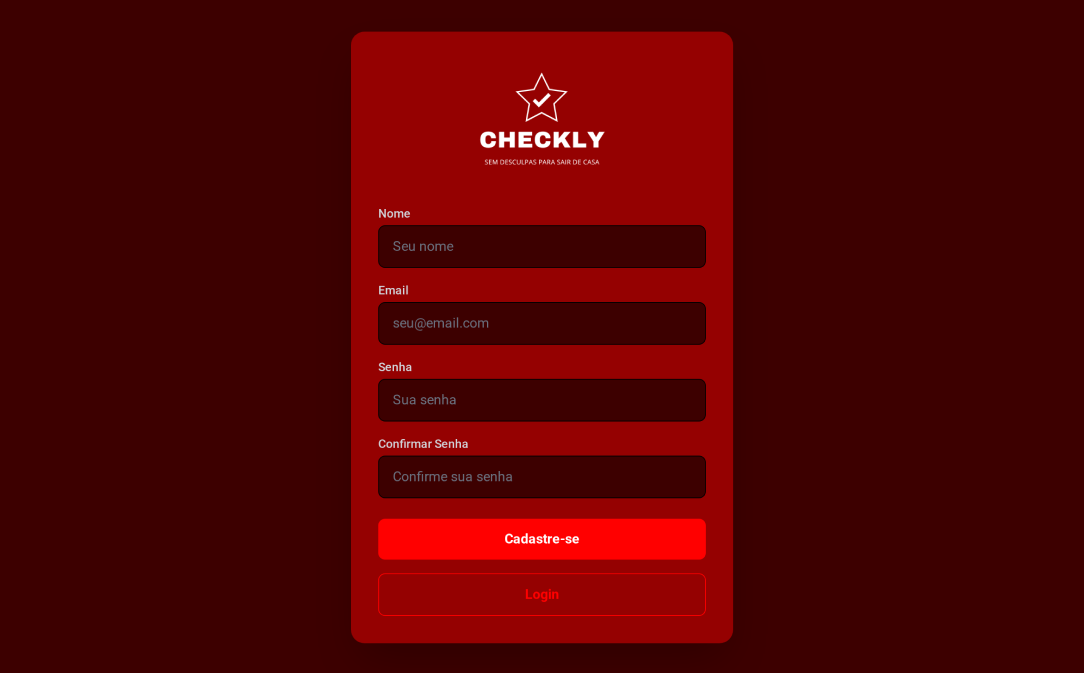 CHECKLY
SEM DESCULPAS PARA SAIR DE CASA
Nome
Seu nome
Email
seu@email.com
Senha
Sua senha
Confirmar Senha
Confirme sua senha
Cadastre-se
Login